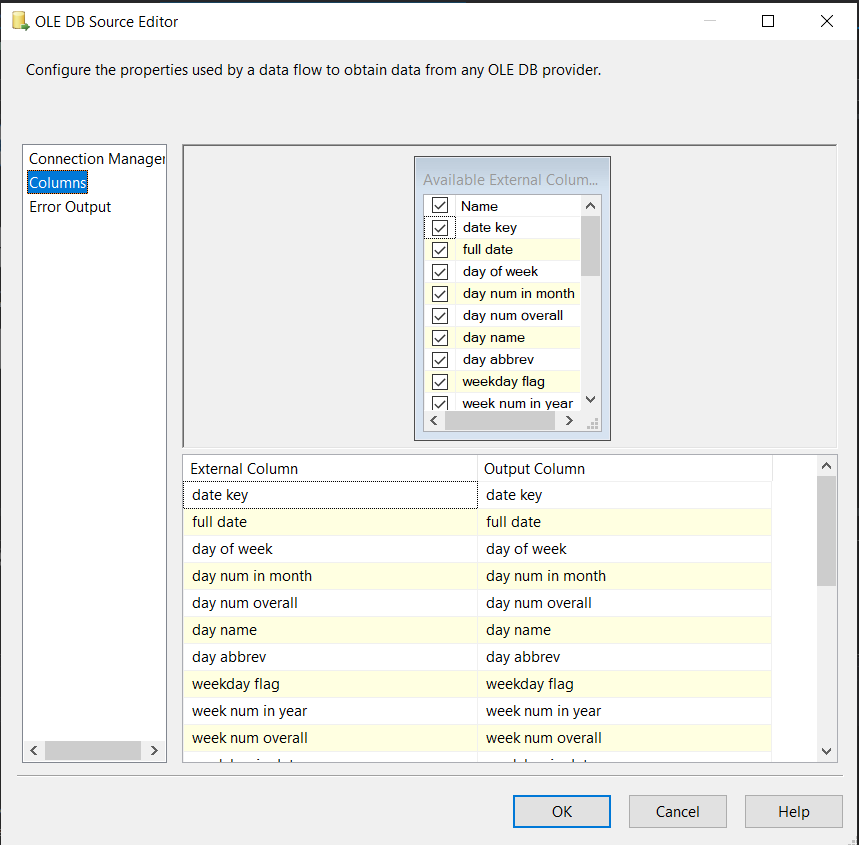 OLE DB Source Editor
Configure the properties used by a data flow to obtain data from any OLE DB provider.
Connection Manager
Columns
Error Output
Available External Colum...
Name
date key
full date
day of week
day num in month
day num overall
day name
day abbrev
weekday flag
week num in year
External Column Output Column
date key date key
full date full date
day of week day of week
day num in month day num in month
day num overall day num overall
day name day name
day abbrev day abbrev
weekday flag weekday flag
week num in year week num in year
week num overall week num overall
OK Cancel Help